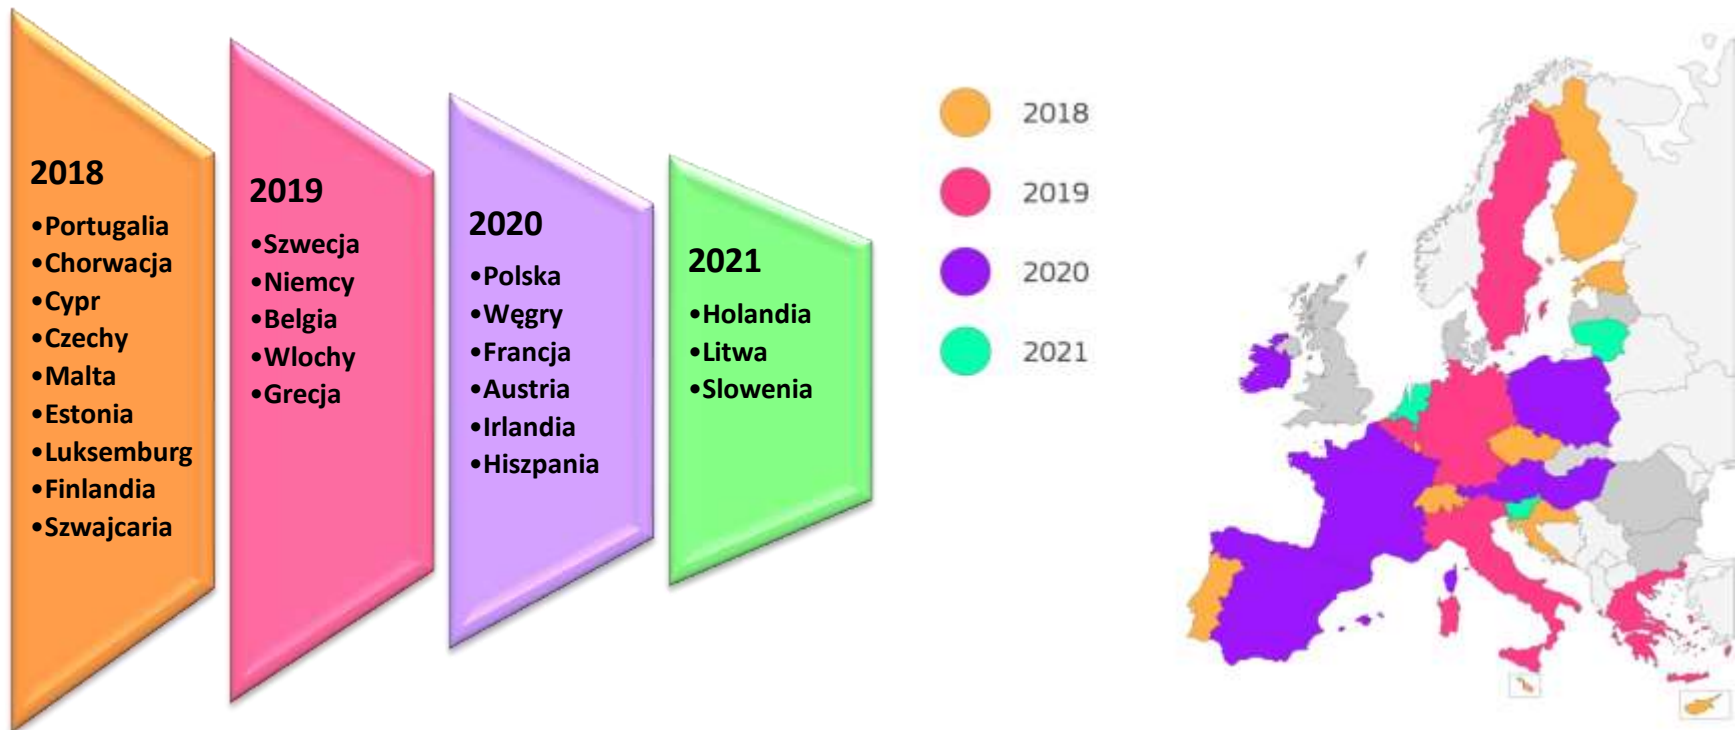 2018
•Portugalia
•Chorwacja
•Cypr
•Czechy
•Malta
•Estonia
•Luksemburg
•Finlandia
•Szwajcaria
2019
•Szwecja
•Niemcy
•Belgia
•Wlochy
•Grecja
2020
•Polska
•Węgry
•Francja
•Austria
•Irlandia
•Hiszpania
2021
•Holandia
•Litwa
•Slowenia
2018
2019
2020
2021